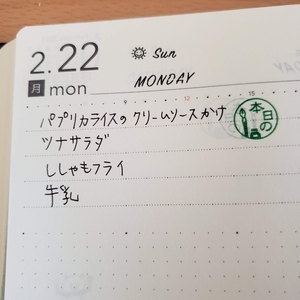 2.22
月 mon
Sun
MONDAY
9 12 15
パプリカライスの クリームソースかけ
本日の
ツナサラダ
ししゃもフライ
牛乳